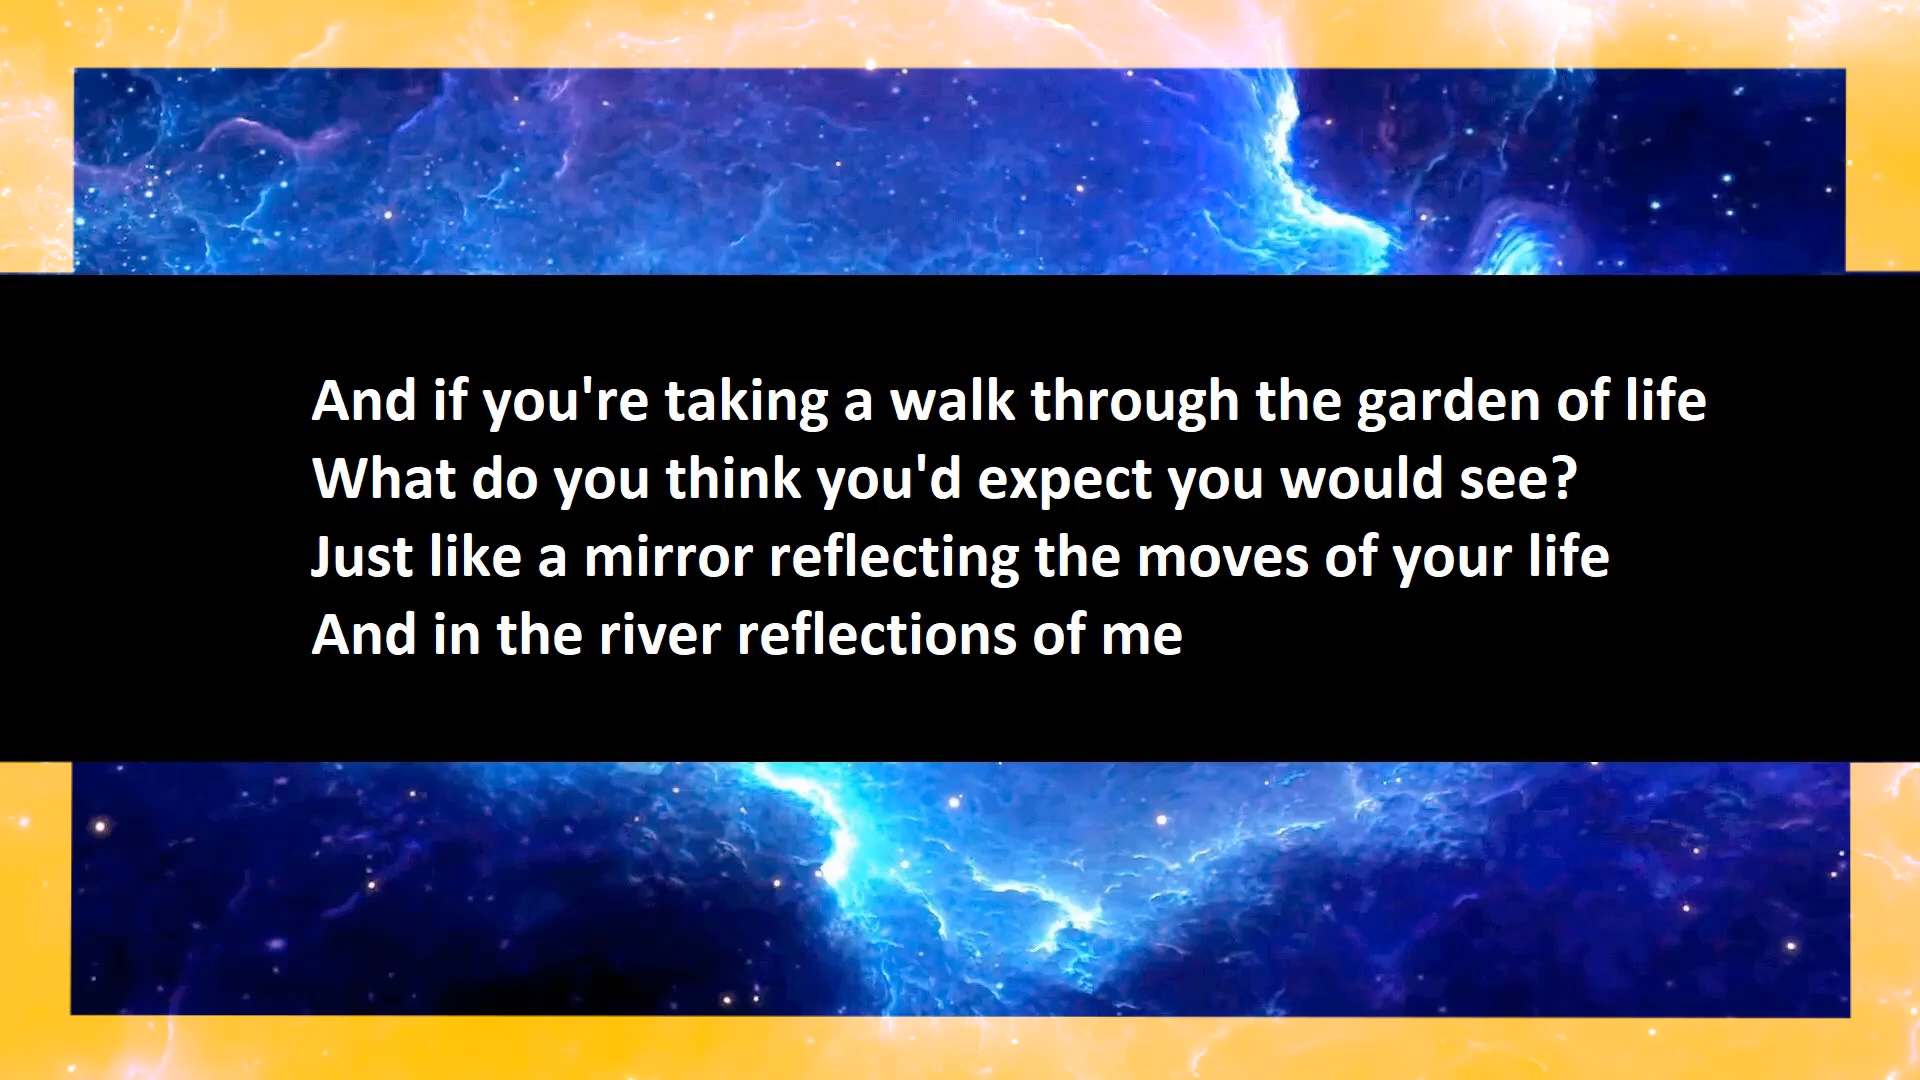 And if you're taking a walk through the garden of life
What do you think you'd expect you would see?
Just like a mirror reflecting the moves of your life
And in the river reflections of me